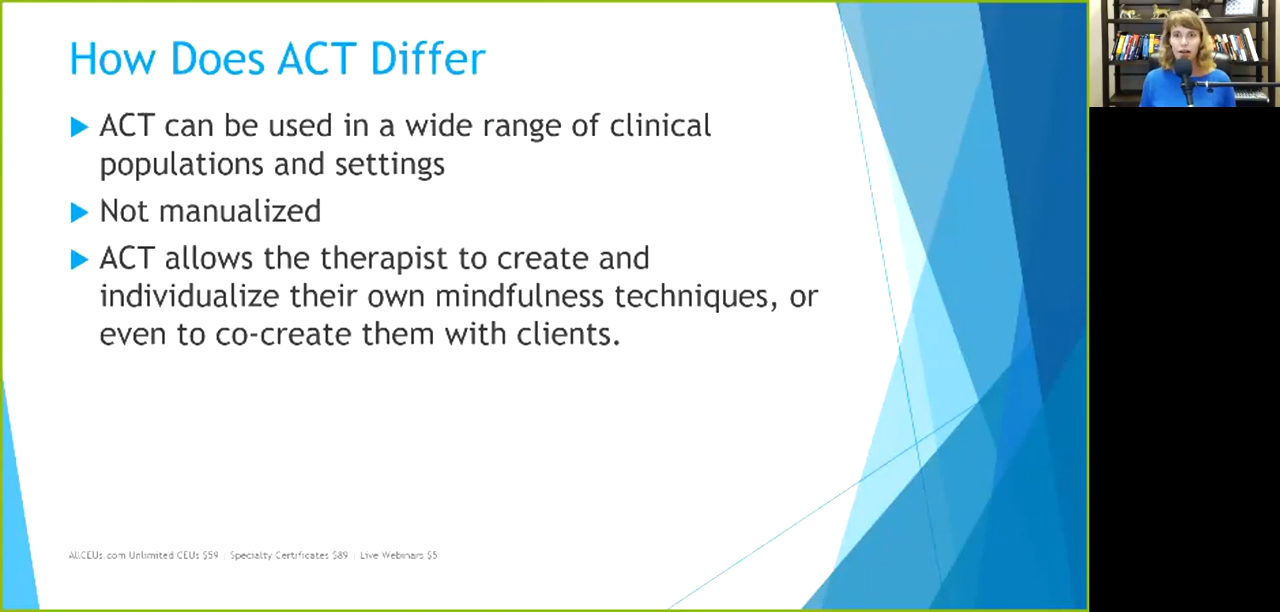 How Does ACT Differ
ACT can be used in a wide range of clinical
populations and settings
Not manualized
ACT allows the therapist to create and
individualize their own mindfulness techniques, or
even to co-create them with clients.
AllCEUs.com Unlimited CEUs $59 | Specialty Certificates $89 | Live Webinars $5